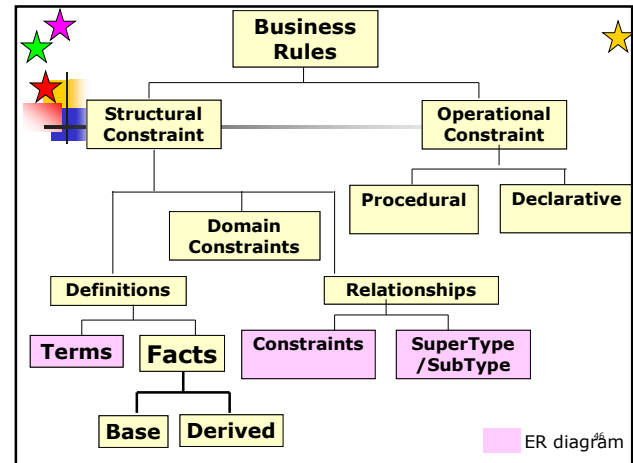 Business
Rules
Structural
Constraint
Operational
Constraint
Procedural
Declarative
Domain
Constraints
Definitions
Relationships
Terms
Facts
Constraints
SuperType
/SubType
Base
Derived
ER diagram
46